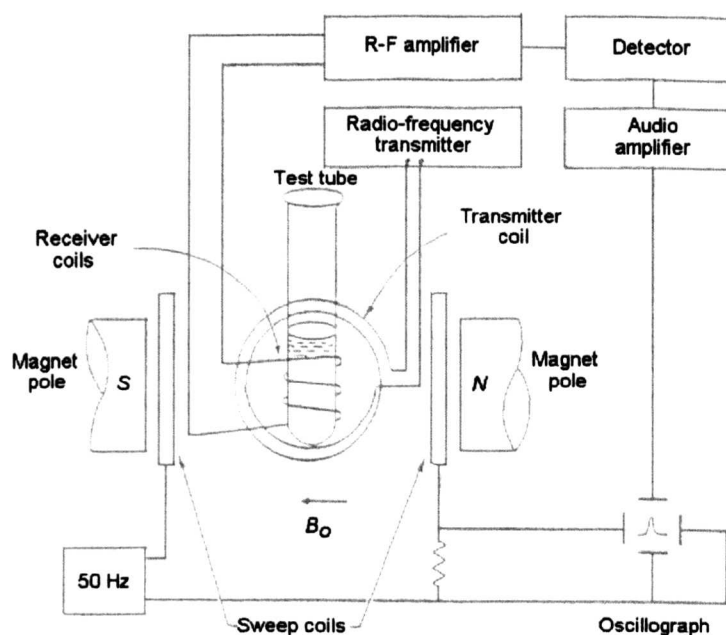 R-F amplifier
Detector
Radio-frequency
transmitter
Audio
amplifier
Test tube
Receiver
coils
Transmitter
coil
Magnet
pole
S
N
Magnet
pole
B₀
50 Hz
Sweep coils
Oscillograph